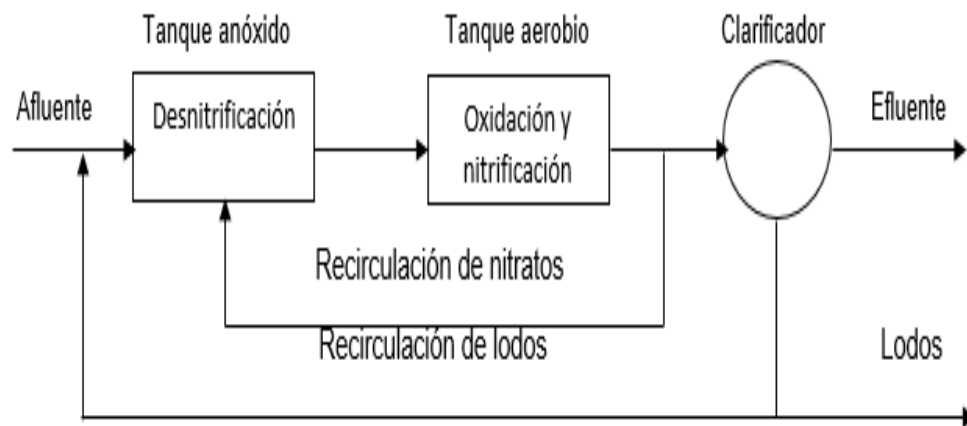 Tanque anóxido
Tanque aerobio
Clarificador
Afluente
Desnitrificación
Oxidación y
nitrificación
Efluente
Recirculación de nitratos
Recirculación de lodos
Lodos